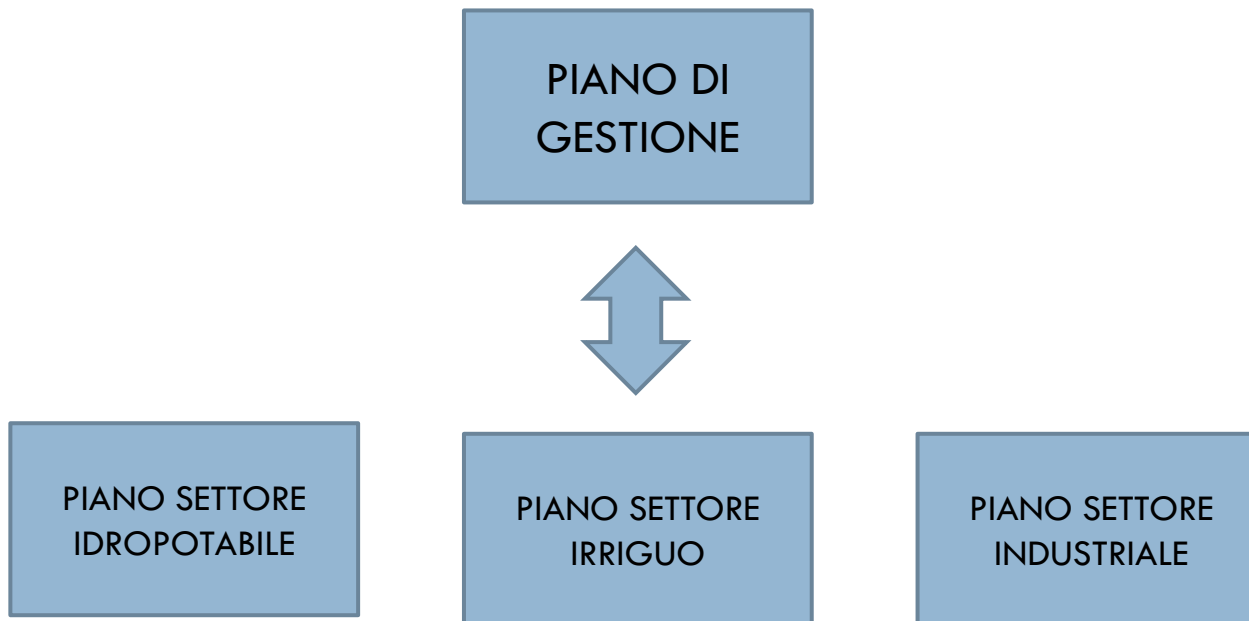 PIANO DI
GESTIONE
PIANO SETTORE
IDROPOTABILE
PIANO SETTORE
IRRIGUO
PIANO SETTORE
INDUSTRIALE